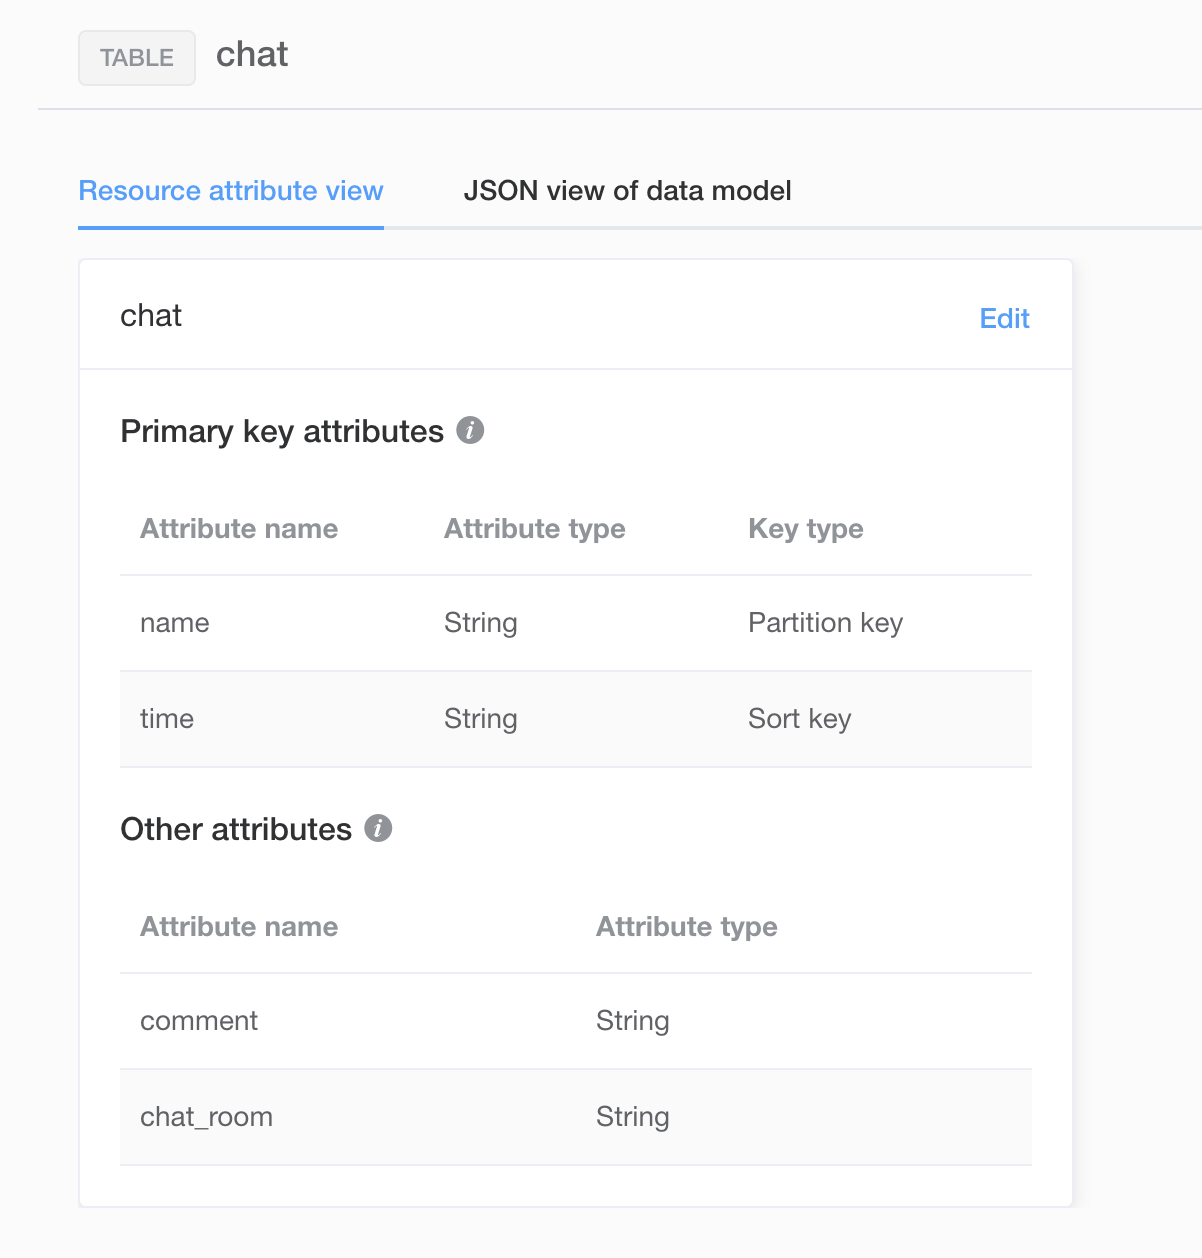 TABLE chat
Resource attribute view JSON view of data model
chat Edit
Primary key attributes i
Attribute name Attribute type Key type
name String Partition key
time String Sort key
Other attributes i
Attribute name Attribute type
comment String
chat_room String